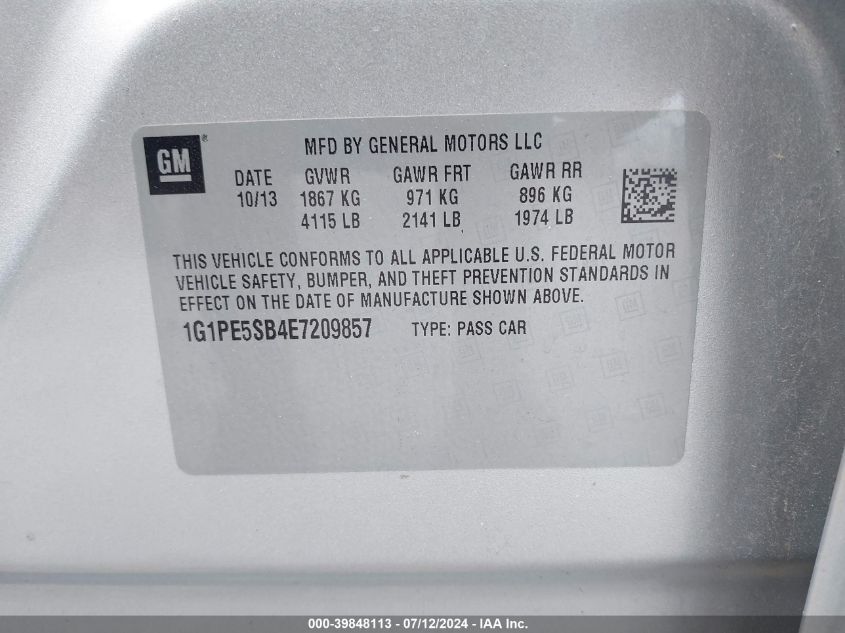 GM ®
MFD BY GENERAL MOTORS LLC
DATE GVWR GAWR FRT GAWR RR
10/13 1867 KG 971 KG 896 KG
4115 LB 2141 LB 1974 LB
THIS VEHICLE CONFORMS TO ALL APPLICABLE U.S. FEDERAL MOTOR
VEHICLE SAFETY, BUMPER, AND THEFT PREVENTION STANDARDS IN
EFFECT ON THE DATE OF MANUFACTURE SHOWN ABOVE.
1G1PE5SB4E7209857 TYPE: PASS CAR
000-39848113 - 07/12/2024 - IAA Inc.